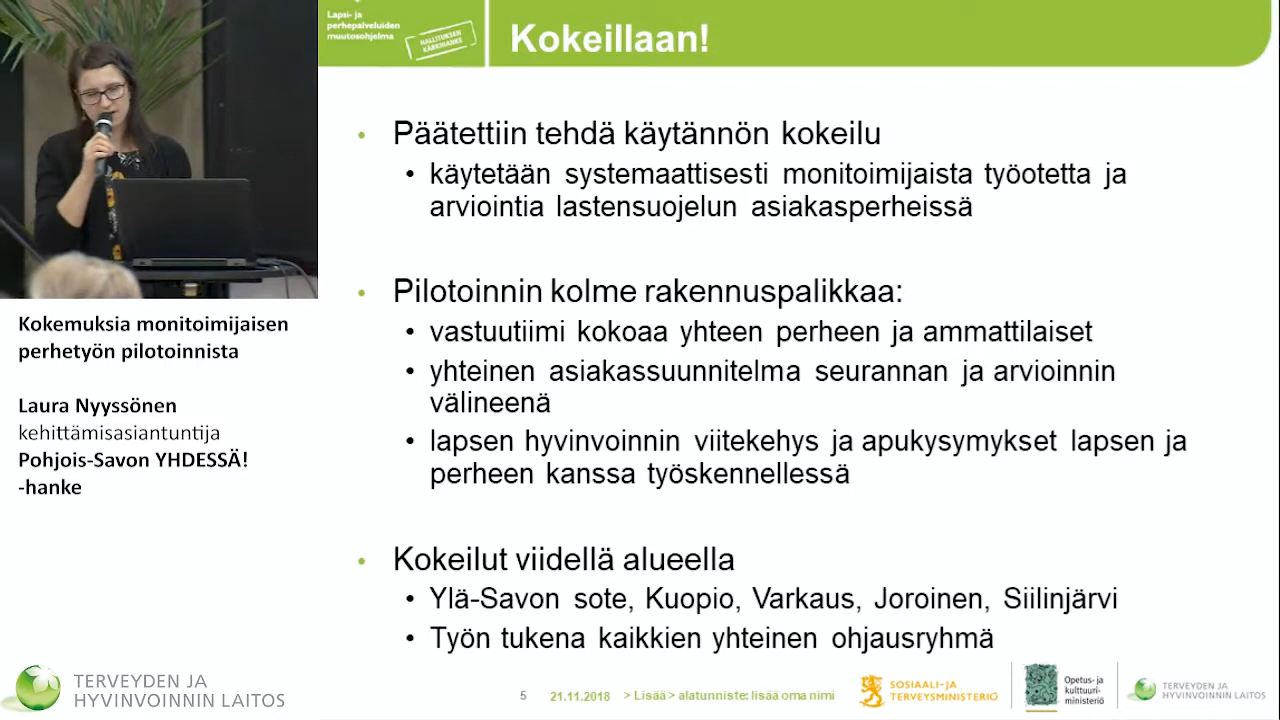 Lapsi- ja
perhepalveluiden
muutosohjelma
HALLITUKSEN
KÄRKIHANKE
Kokeillaan!
• Päätettiin tehdä käytännön kokeilu
• käytetään systemaattisesti monitoimijaista työotetta ja
arviointia lastensuojelun asiakasperheissä
• Pilotoinnin kolme rakennuspalikkaa:
• vastuutiimi kokoaa yhteen perheen ja ammattilaiset
• yhteinen asiakassuunnitelma seurannan ja arvioinnin
välineenä
• lapsen hyvinvoinnin viitekehys ja apukysymykset lapsen ja
perheen kanssa työskennellessä
• Kokeilut viidellä alueella
• Ylä-Savon sote, Kuopio, Varkaus, Joroinen, Siilinjärvi
• Työn tukena kaikkien yhteinen ohjausryhmä
Kokemuksia monitoimijaisen
perhetyön pilotoinnista
Laura Nyyssönen
kehittämisasiantuntija
Pohjois-Savon YHDESSÄ!
-hanke
TERVEYDEN JA
HYVINVOINNIN LAITOS
5 21.11.2018 > Lisää > alatunniste: lisää oma nimi
SOSIAALI- JA
TERVEYSMINISTERIÖ
Opetus- ja
kulttuuri-
ministeriö
TERVEYDEN JA
HYVINVOINNIN LAITOS